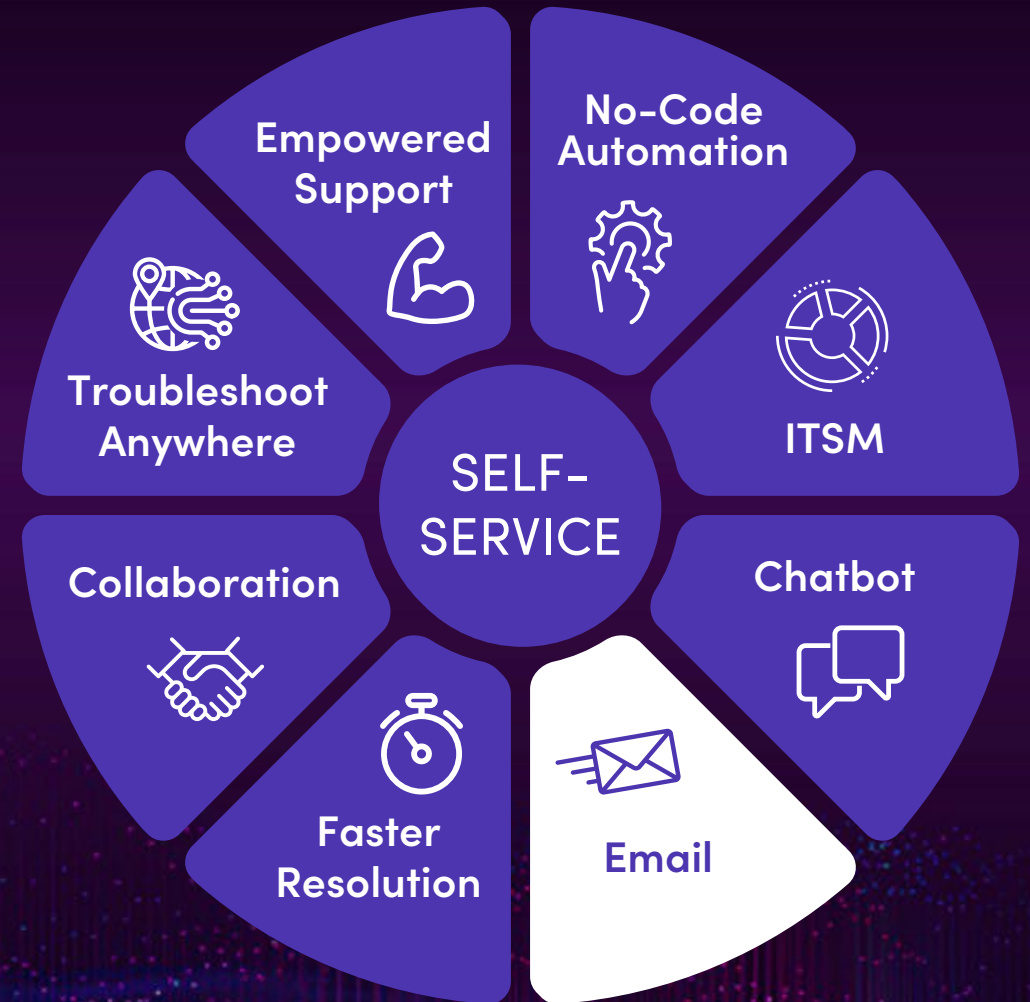 No-Code
Automation
Empowered
Support
Troubleshoot
Anywhere
ITSM
SELF-
SERVICE
Collaboration
Chatbot
Faster
Resolution
Email